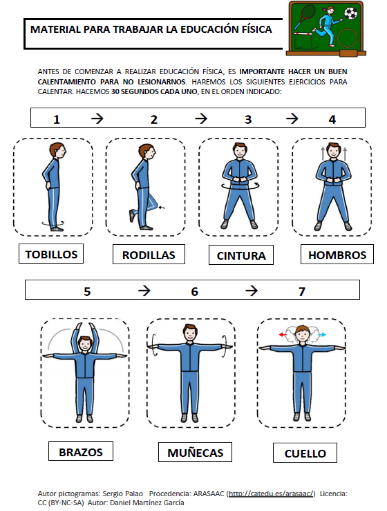 MATERIAL PARA TRABAJAR LA EDUCACIÓN FÍSICA
ANTES DE COMENZAR A REALIZAR EDUCACIÓN FÍSICA, ES IMPORTANTE HACER UN BUEN
CALENTAMIENTO PARA NO LESIONARNOS. HAREMOS LOS SIGUIENTES EJERCICIOS PARA
CALENTAR. HACEMOS 30 SEGUNDOS CADA UNO, EN EL ORDEN INDICADO:
1 → 2 → 3 → 4
TOBILLOS RODILLAS CINTURA HOMBROS
5 → 6 → 7
BRAZOS MUÑECAS CUELLO
Autor pictogramas: Sergio Palao Procedencia: ARASAAC (http://catedu.es/arasaac/) Licencia:
CC (BY-NC-SA) Autor: Daniel Martínez García